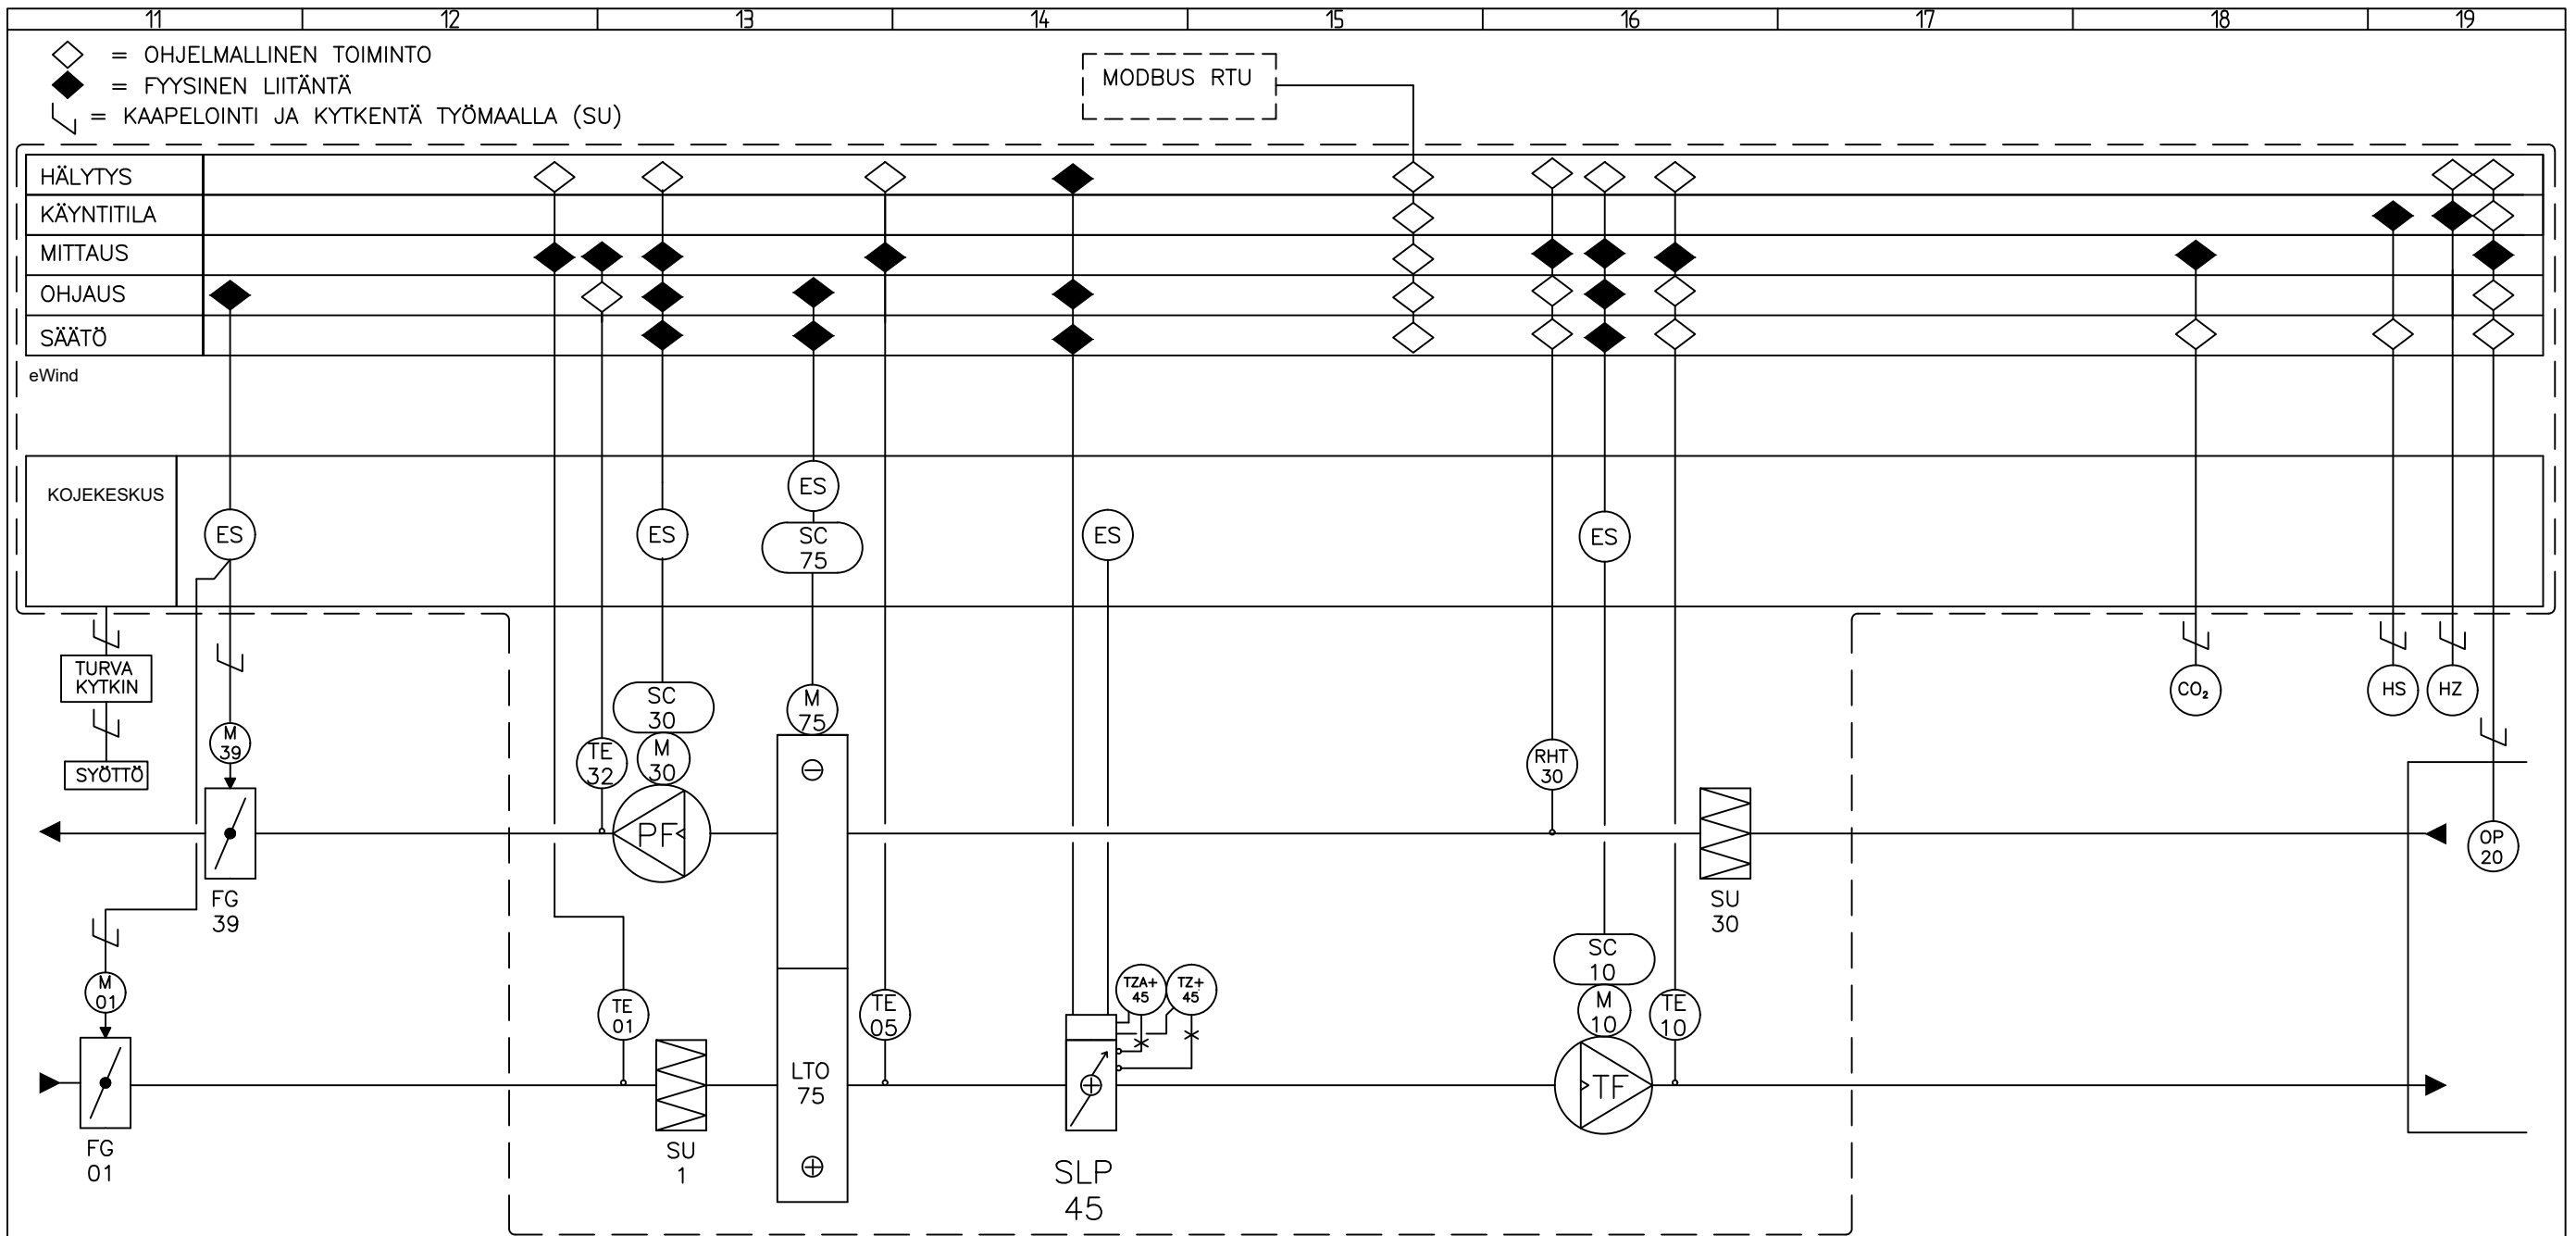 11 12 13 14 15 16 17 18 19
= OHJELMALLINEN TOIMINTO
= FYYSINEN LIITÄNTÄ
= KAAPELOINTI JA KYTKENTÄ TYÖMAALLA (SU)
MODBUS RTU
HÄLYTYS
KÄYNTITILA
MITTAUS
OHJAUS
SÄÄTÖ
eWind
KOJEKESKUS
ES
ES
ES
SC
75
ES
ES
TURVA
KYTKIN
SYÖTTÖ
M
39
TE
32
SC
30
M
30
PF
M
75
RHT
30
CO₂
HS
HZ
OP
20
FG
39
SU
30
M
01
TE
01
TE
05
TZA+
45
TZ+
45
SC
10
M
10
TE
10
LTO
75
TF
FG
01
SU
1
SLP
45